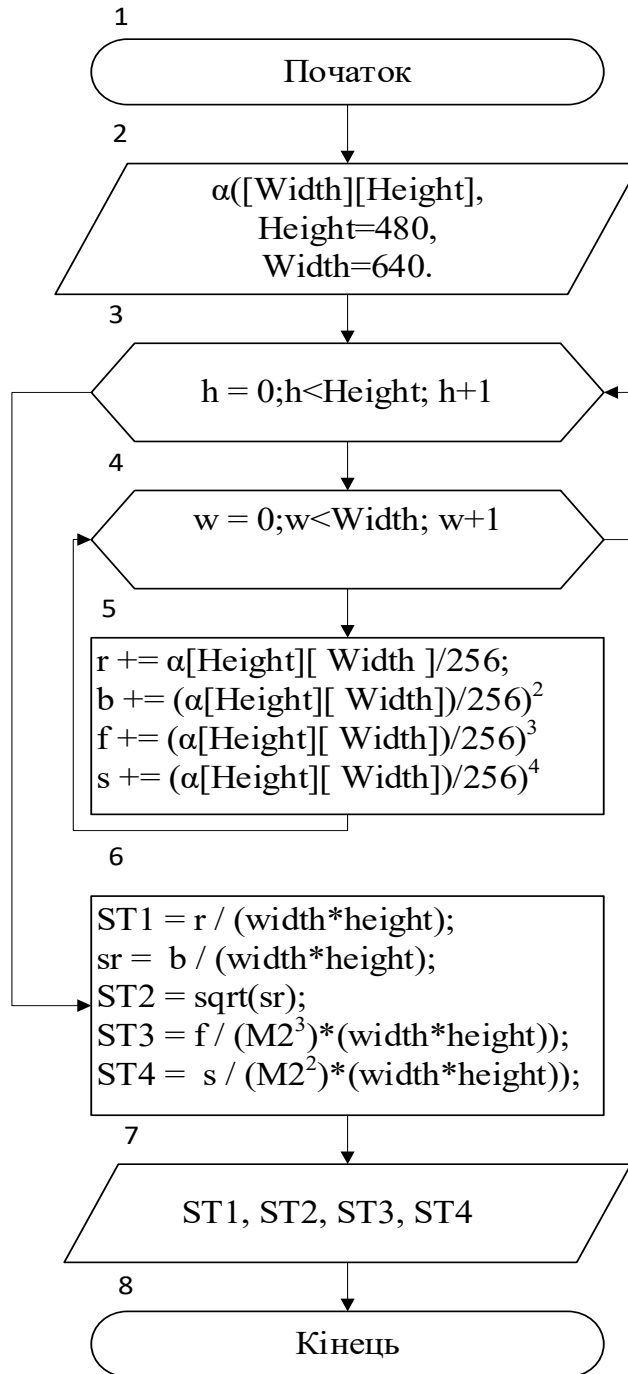 1
Початок
2
α([Width][Height],
Height=480,
Width=640.
3
h = 0;h<Height; h+1
4
w = 0;w<Width; w+1
5
r += α[Height][ Width ]/256;
b += (α[Height][ Width])/256)²
f += (α[Height][ Width])/256)³
s += (α[Height][ Width])/256)⁴
6
ST1 = r / (width*height);
sr =  b / (width*height);
ST2 = sqrt(sr);
ST3 = f / (M2³)*(width*height));
ST4 =  s / (M2²)*(width*height));
7
ST1, ST2, ST3, ST4
8
Кінець